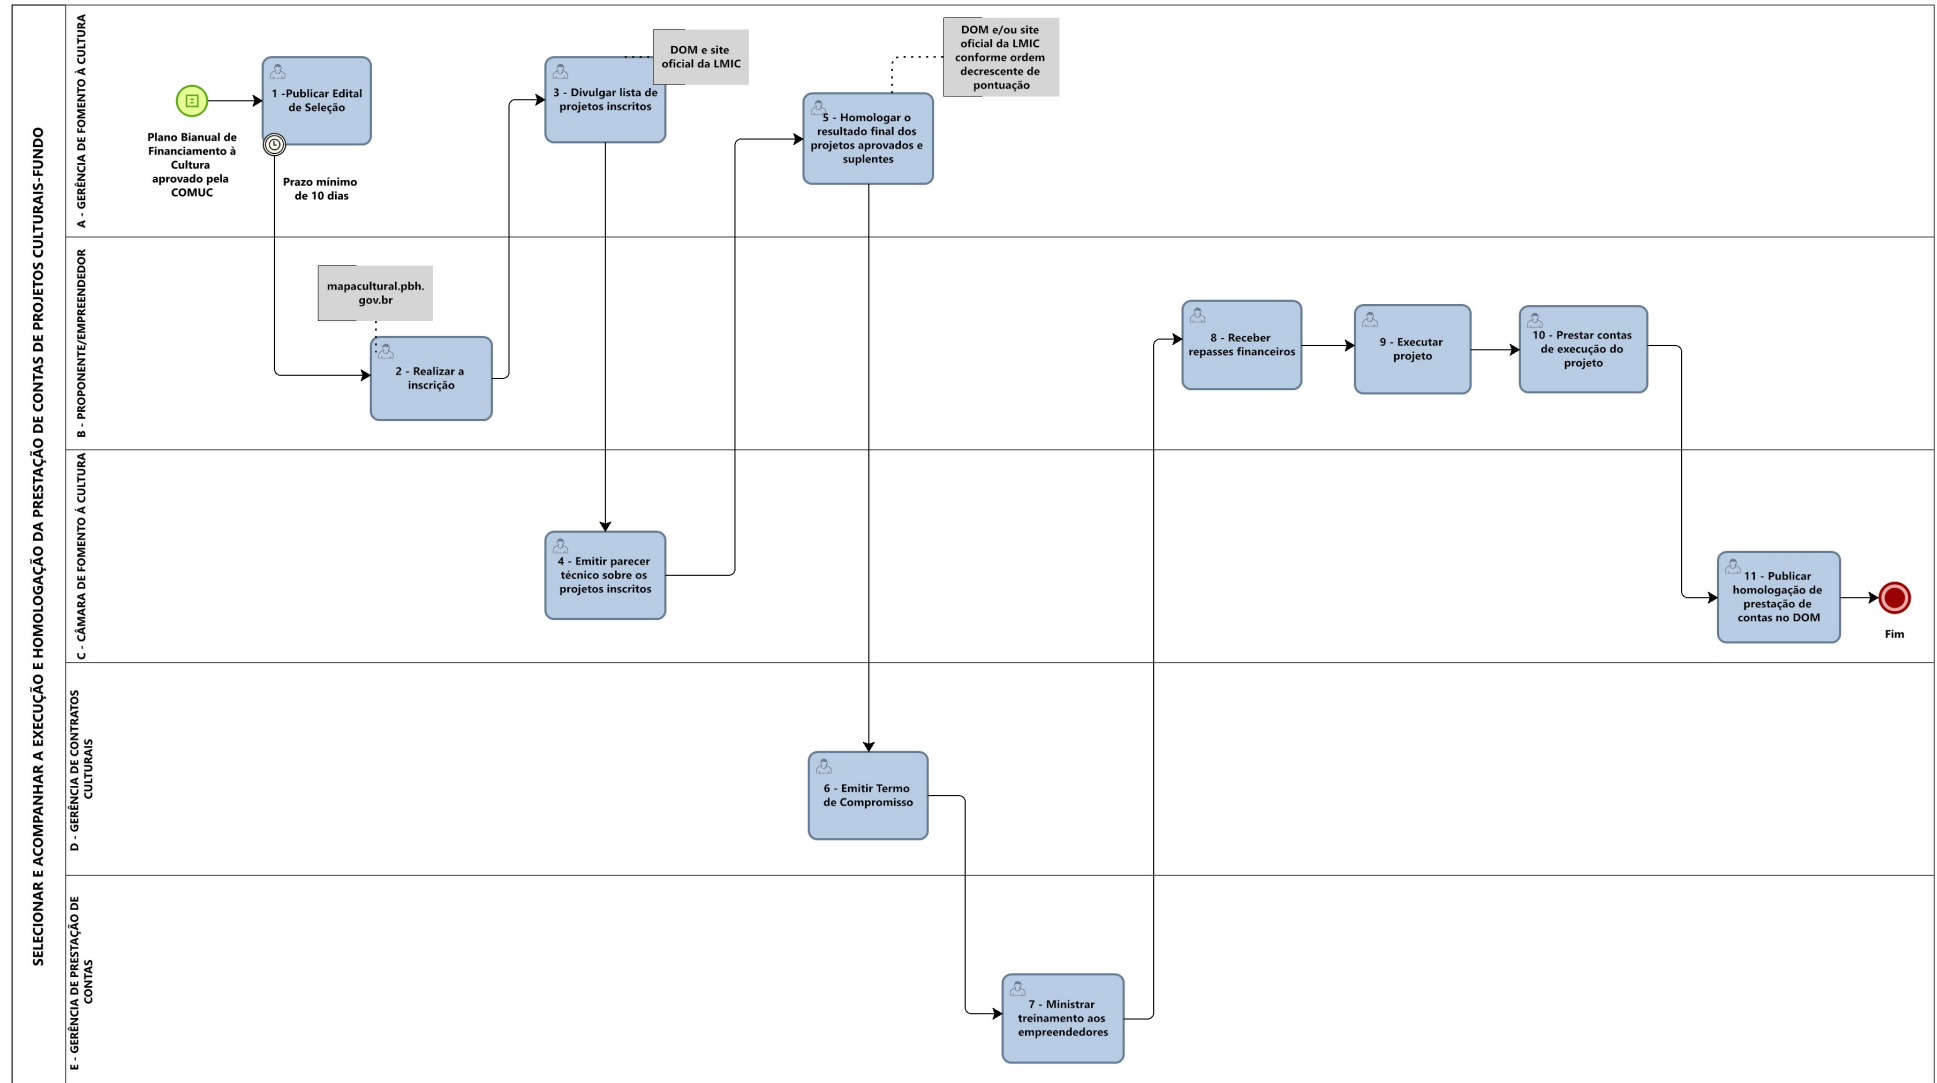 SELECIONAR E ACOMPANHAR A EXECUÇÃO E HOMOLOGAÇÃO DA PRESTAÇÃO DE CONTAS DE PROJETOS CULTURAIS-FUNDO
A - GERÊNCIA DE FOMENTO À CULTURA
Plano Bianual de
Financiamento à
Cultura
aprovado pela
COMUC
1 -Publicar Edital
de Seleção
Prazo mínimo
de 10 dias
3 - Divulgar lista de
projetos inscritos
DOM e site
oficial da LMIC
5 - Homologar o
resultado final dos
projetos aprovados e
suplentes
DOM e/ou site
oficial da LMIC
conforme ordem
decrescente de
pontuação
B - PROPONENTE/EMPREENDEDOR
mapacultural.pbh.
gov.br
2 - Realizar a
inscrição
8 - Receber
repasses financeiros
9 - Executar
projeto
10 - Prestar contas
de execução do
projeto
C - CÂMARA DE FOMENTO Á CULTURA
4 - Emitir parecer
técnico sobre os
projetos inscritos
11 - Publicar
homologação de
prestação de
contas no DOM
Fim
D - GERÊNCIA DE CONTRATOS
CULTURAIS
6 - Emitir Termo
de Compromisso
E - GERÊNCIA DE PRESTAÇÃO DE
CONTAS
7 - Ministrar
treinamento aos
empreendedores